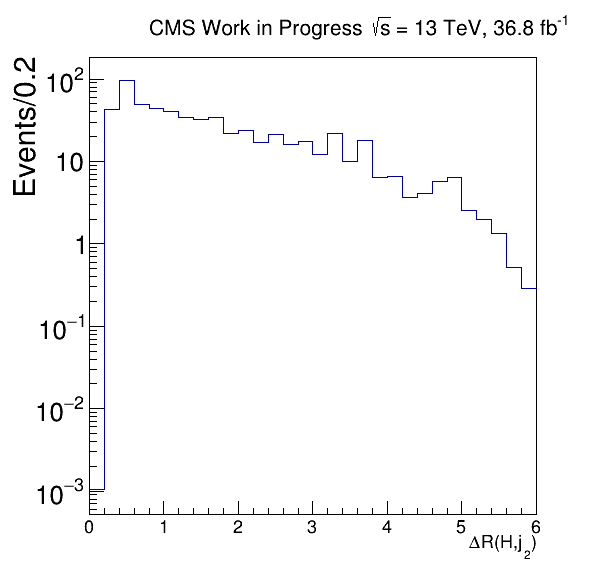 CMS Work in Progress √s = 13 TeV, 36.8 fb⁻¹
Events/0.2
10²
10
1
10⁻¹
10⁻²
10⁻³
0 1 2 3 4 5 6
ΔR(H,j₂)